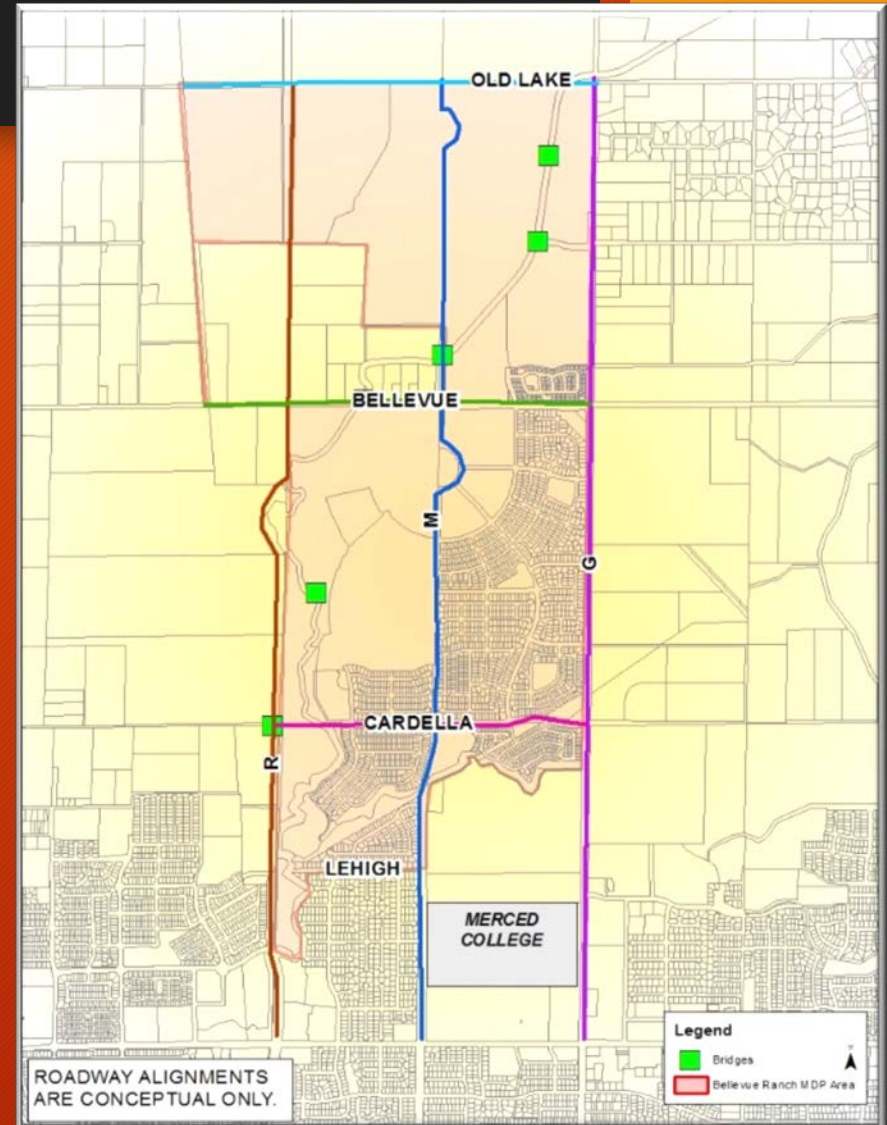 OLD LAKE
BELLEVUE
M
G
CARDELLA
R
LEHIGH
MERCED
COLLEGE
Legend
Bridges
Bellevue Ranch MDP Area
ROADWAY ALIGNMENTS
ARE CONCEPTUAL ONLY.